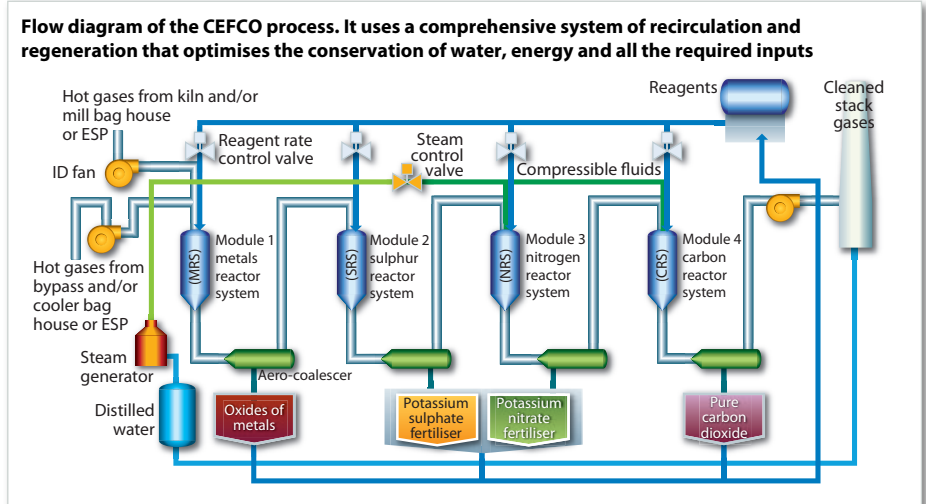 Flow diagram of the CEFCO process. It uses a comprehensive system of recirculation and
regeneration that optimises the conservation of water, energy and all the required inputs
Hot gases from kiln and/or
mill bag house
or ESP
ID fan
Reagent rate
control valve
Steam
control
valve
Compressible fluids
Reagents
Cleaned
stack
gases
Hot gases from
bypass and/or
cooler bag
house or ESP
(MRS)
Module 1
metals
reactor
system
(SRS)
Module 2
sulphur
reactor
system
(NRS)
Module 3
nitrogen
reactor
system
(CRS)
Module 4
carbon
reactor
system
Steam
generator
Aero-coalescer
Distilled
water
Oxides of
metals
Potassium
sulphate
fertiliser
Potassium
nitrate
fertiliser
Pure
carbon
dioxide